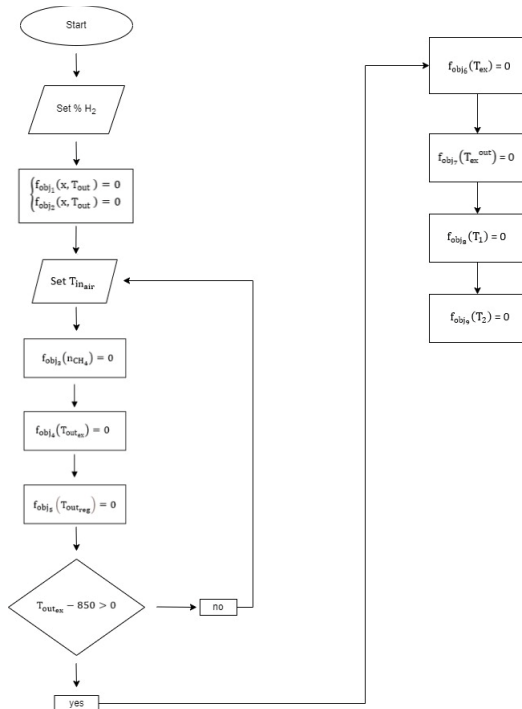 Start
Set % H₂
f_obj₁(x, T_out) = 0
f_obj₂(x, T_out) = 0
Set T_in_air
f_obj₃(n_CH₄) = 0
f_obj₄(T_out_ex) = 0
f_obj₅(T_out_reg) = 0
T_out_ex − 850 > 0
no
yes
f_obj₆(T_ex) = 0
f_obj₇(T_ex^out) = 0
f_obj₈(T₁) = 0
f_obj₉(T₂) = 0